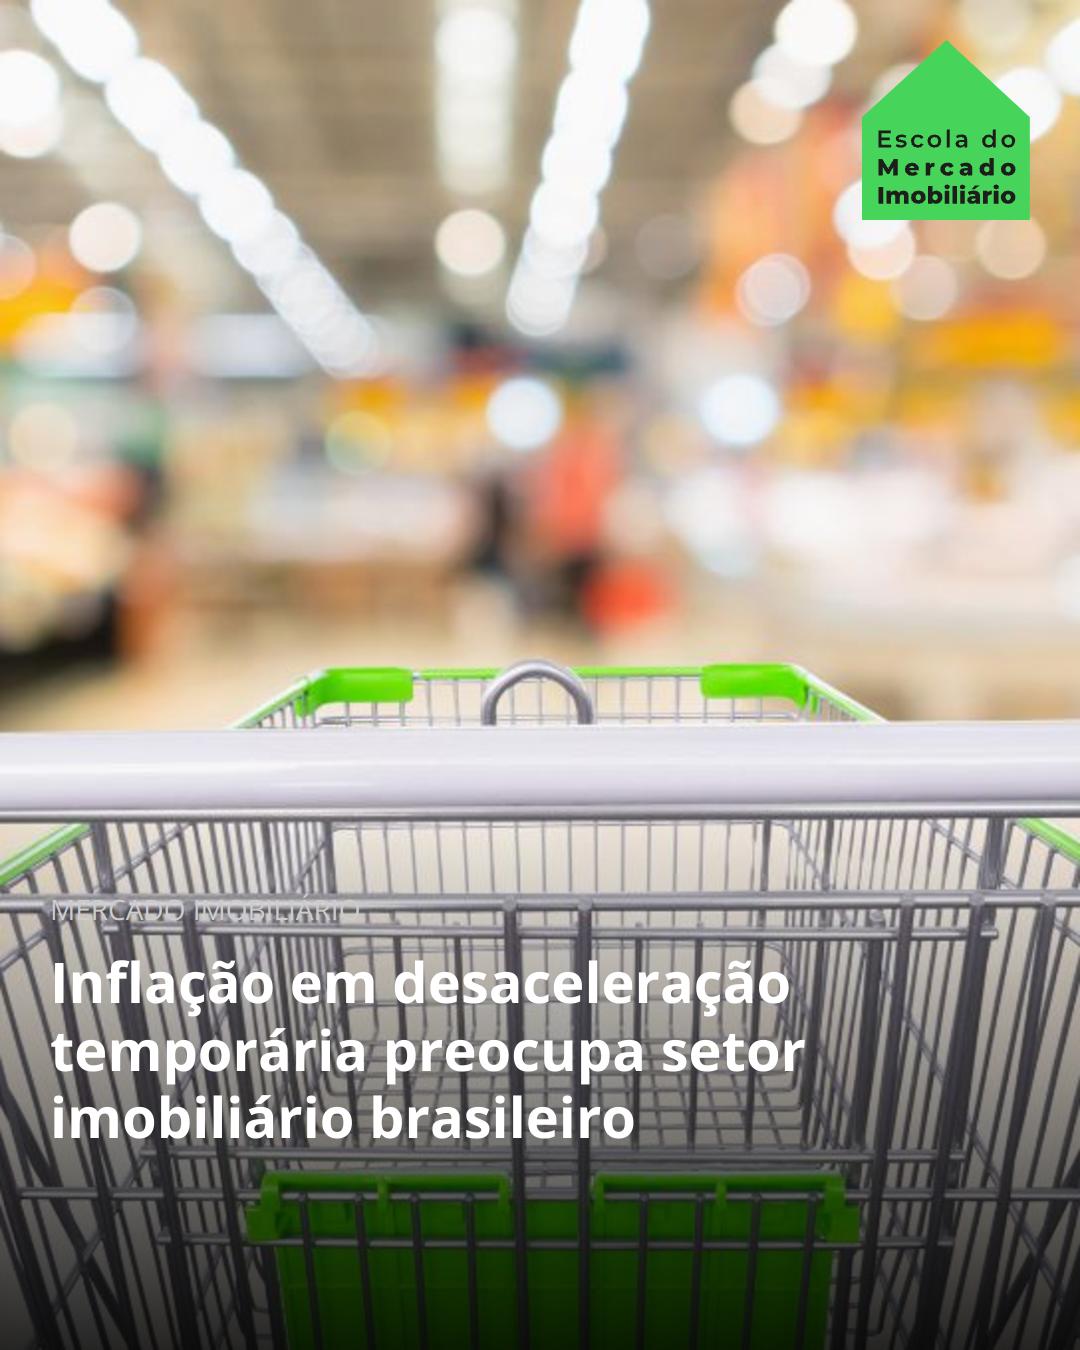 Escola do
Mercado
Imobiliário
MERCADO IMOBILIÁRIO
Inflação em desaceleração
temporária preocupa setor
imobiliário brasileiro